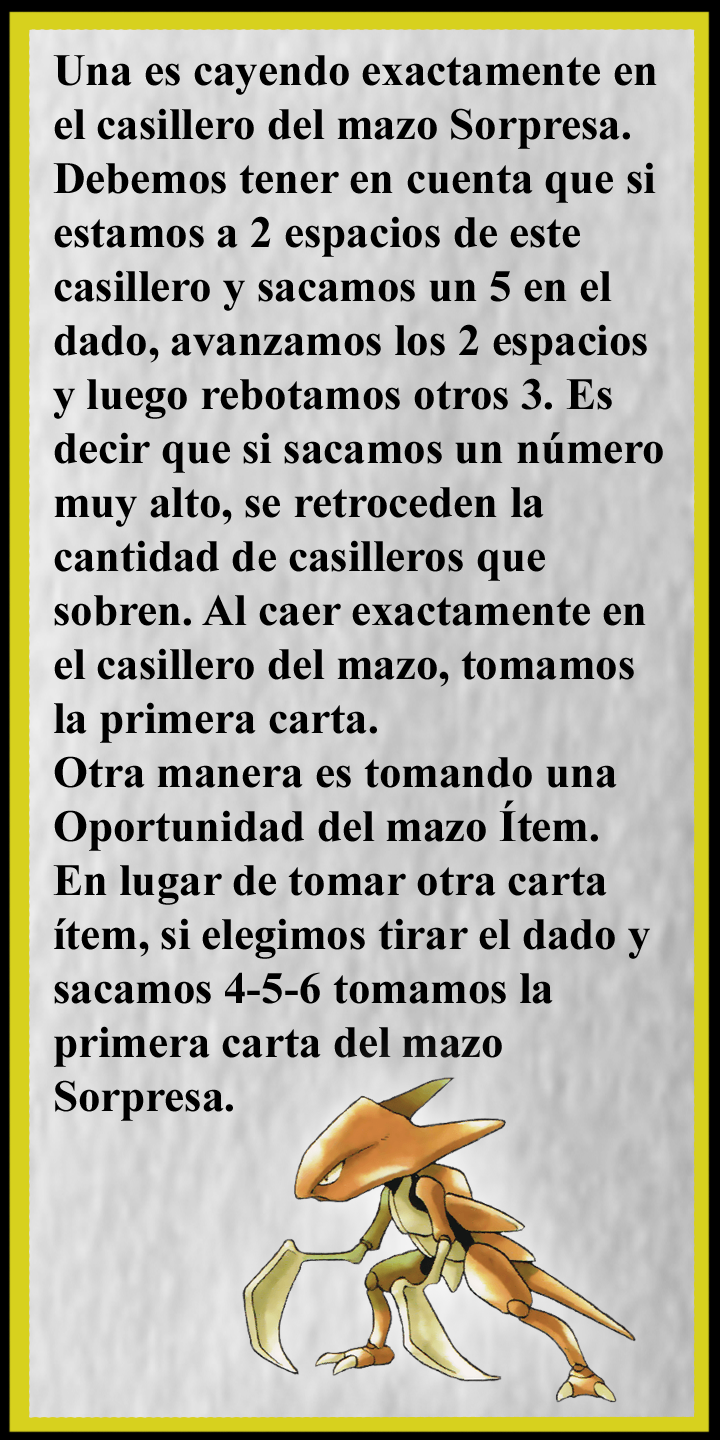 Una es cayendo exactamente en
el casillero del mazo Sorpresa.
Debemos tener en cuenta que si
estamos a 2 espacios de este
casillero y sacamos un 5 en el
dado, avanzamos los 2 espacios
y luego rebotamos otros 3. Es
decir que si sacamos un número
muy alto, se retroceden la
cantidad de casilleros que
sobren. Al caer exactamente en
el casillero del mazo, tomamos
la primera carta.
Otra manera es tomando una
Oportunidad del mazo Ítem.
En lugar de tomar otra carta
ítem, si elegimos tirar el dado y
sacamos 4-5-6 tomamos la
primera carta del mazo
Sorpresa.